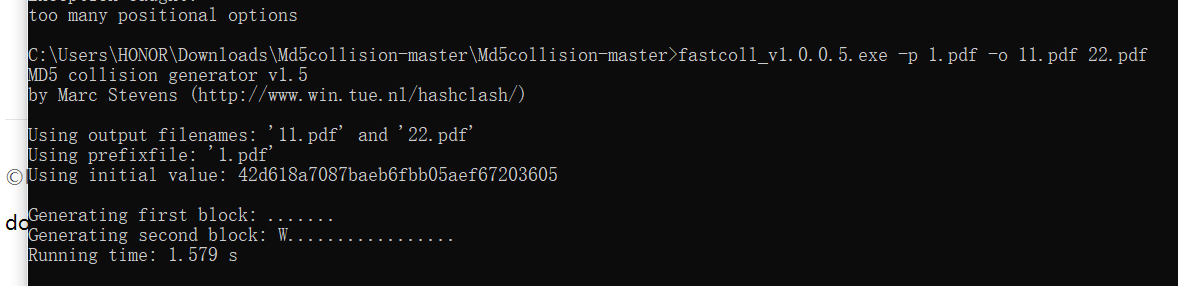 too many positional options
C:\Users\HONOR\Downloads\Md5collision-master\Md5collision-master>fastcoll_v1.0.0.5.exe -p 1.pdf -o 11.pdf 22.pdf
MD5 collision generator v1.5
by Marc Stevens (http://www.win.tue.nl/hashclash/)
Using output filenames: '11.pdf' and '22.pdf'
Using prefixfile: '1.pdf'
©
Using initial value: 42d618a7087baeb6fbb05aef67203605
do
Generating first block: .......
Generating second block: W.................
Running time: 1.579 s